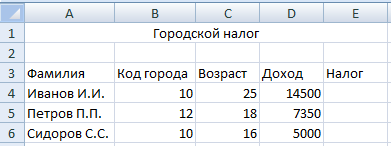 A B C D E
1 Городской налог
2
3 Фамилия Код города Возраст Доход Налог
4 Иванов И.И. 10 25 14500
5 Петров П.П. 12 18 7350
6 Сидоров С.С. 10 16 5000